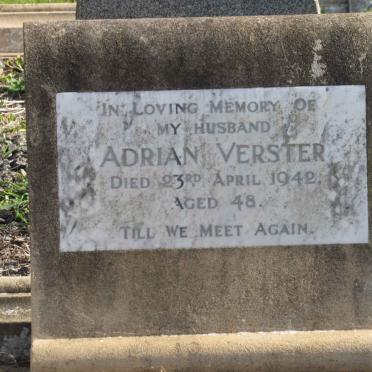 IN LOVING MEMORY OF
MY HUSBAND
ADRIAN VERSTER
DIED 23RD APRIL 1942.
AGED 48.
TILL WE MEET AGAIN.